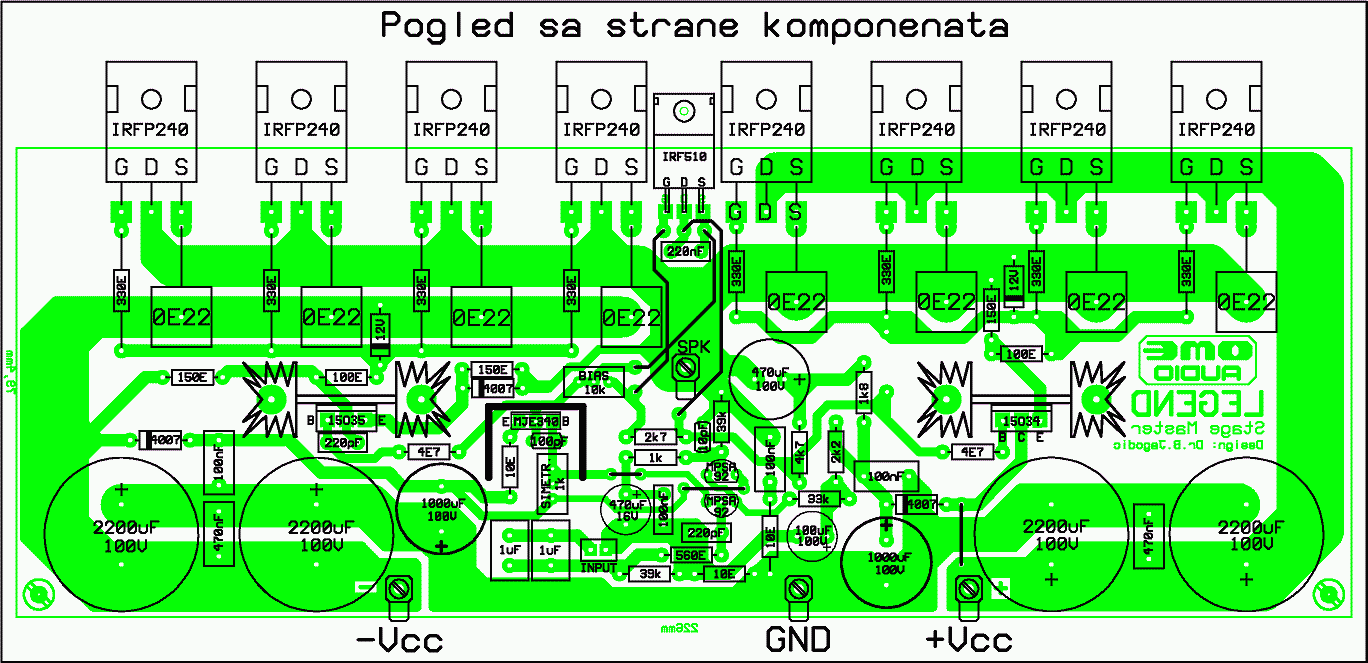 Pogled sa strane komponenata
IRFP240 IRFP240 IRFP240 IRFP240 IRF510 IRFP240 IRFP240 IRFP240 IRFP240
G D S G D S G D S G D S G D S G D S G D S G D S G D S
G D S
220nF
330E 330E 330E 330E 330E 330E 330E 330E
12V 150E
0E22 0E22 0E22 0E22 0E22 0E22 0E22 0E22
12V
SPK
100E
79,4mm
150E 100E 150E BIAS 10k 470uF 100V 1k8
4007
DME AUDIO
LEGEND
Stage Master
Design: Dr.B.Jagodic
B 15035 E E MJE340 B 39k 15034
B C E
220pF 100pF 2k7 10pF
4007 100nF 4E7 10E SIMETR 1k 1k MPSA 92 100nF 4k7 2k2 100nF 4E7
2200uF 100V 470nF 2200uF 100V 1000uF 100V 470uF 16V 100nF MPSA 92 33k 4007 2200uF 100V 470nF 2200uF 100V
220pF 10E 100uF 100V
1uF 1uF INPUT 560E 1000uF 100V
39k 10E
-Vcc GND +Vcc
226mm